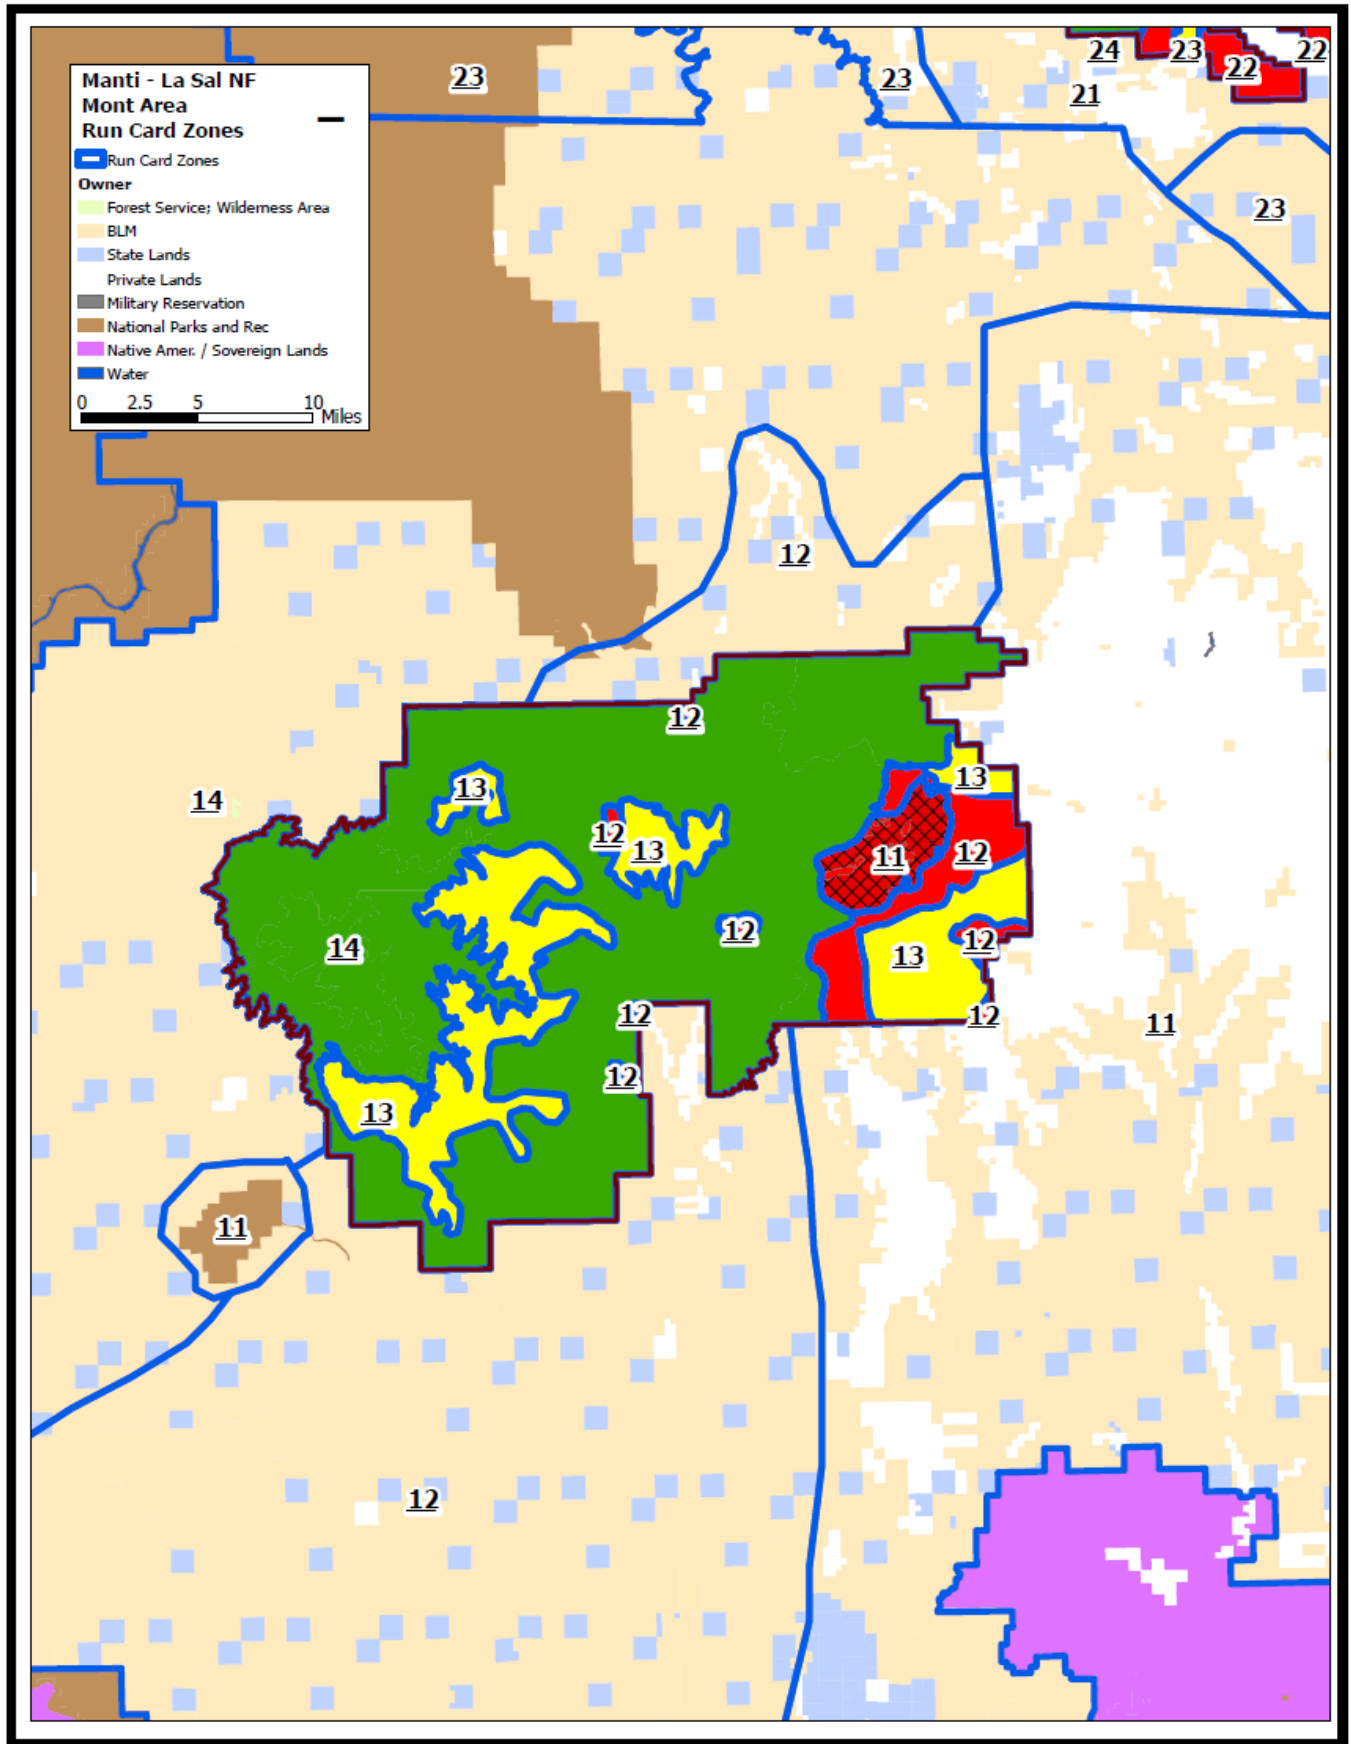 Manti - La Sal NF
Mont Area
Run Card Zones
Run Card Zones
Owner
Forest Service; Wilderness Area
BLM
State Lands
Private Lands
Military Reservation
National Parks and Rec
Native Amer. / Sovereign Lands
Water
0 2.5 5 10
Miles
23
23
24
23
22
22
21
23
12
12
13
13
14
12
13
11
12
12
14
13
12
12
12
11
12
13
11
12